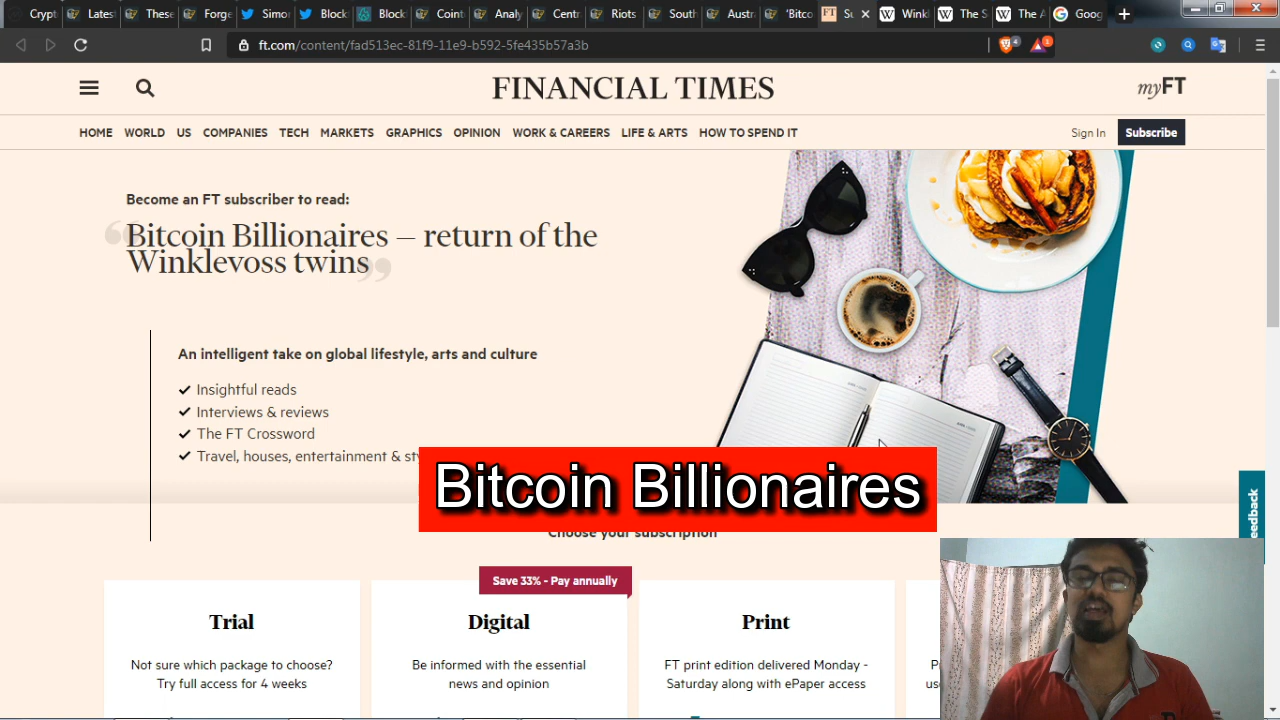 Crypt
Latest
These
Forge
Simo
Block
Block
Coint
Analy
Centr
Riots
South
Austr
'Bitco
Su
Wink
The S
The A
Goog
ft.com/content/fad513ec-81f9-11e9-b592-5fe435b57a3b
FINANCIAL TIMES
myFT
HOME WORLD US COMPANIES TECH MARKETS GRAPHICS OPINION WORK & CAREERS LIFE & ARTS HOW TO SPEND IT
Sign In
Subscribe
Become an FT subscriber to read:
“Bitcoin Billionaires — return of the
Winklevoss twins”
An intelligent take on global lifestyle, arts and culture
Insightful reads
Interviews & reviews
The FT Crossword
Travel, houses, entertainment & sty
Bitcoin Billionaires
Choose your subscription
Feedback
Save 33% - Pay annually
Trial
Not sure which package to choose?
Try full access for 4 weeks
Digital
Be informed with the essential
news and opinion
Print
FT print edition delivered Monday -
Saturday along with ePaper access